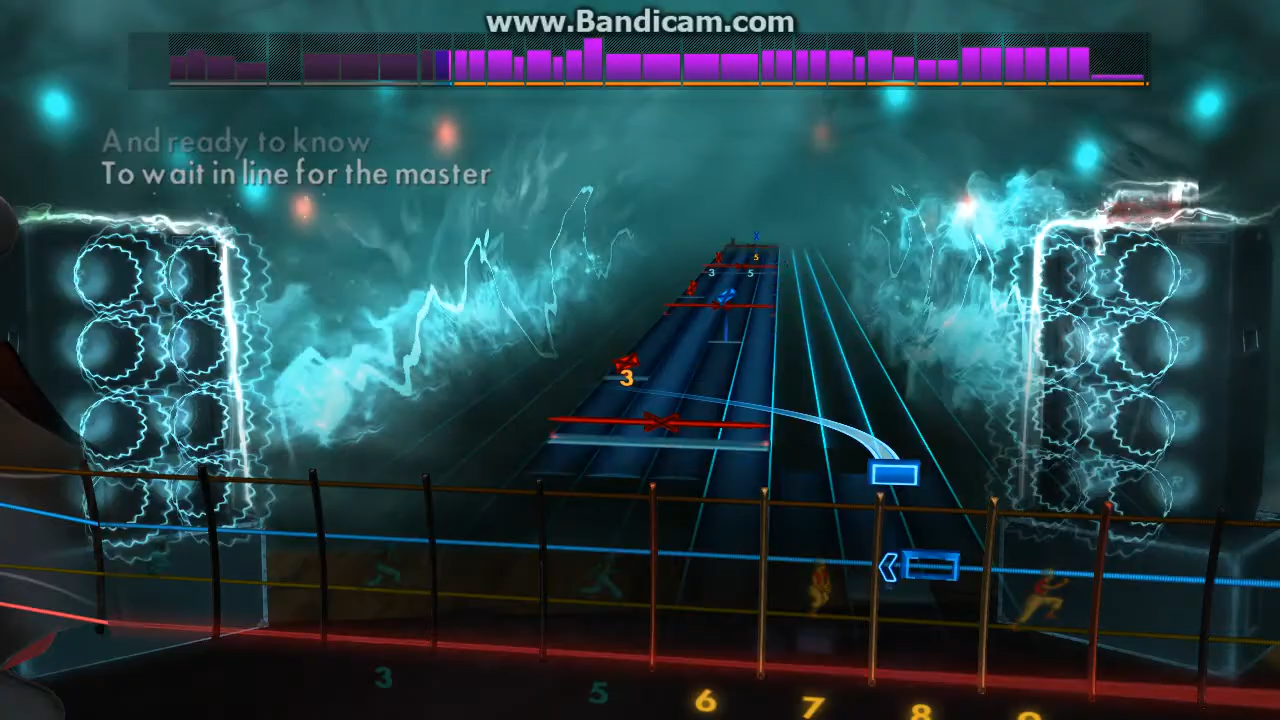 www.Bandicam.com
And ready to know
To wait in line for the master
5
3 5
3
3 5 6 7 8 9